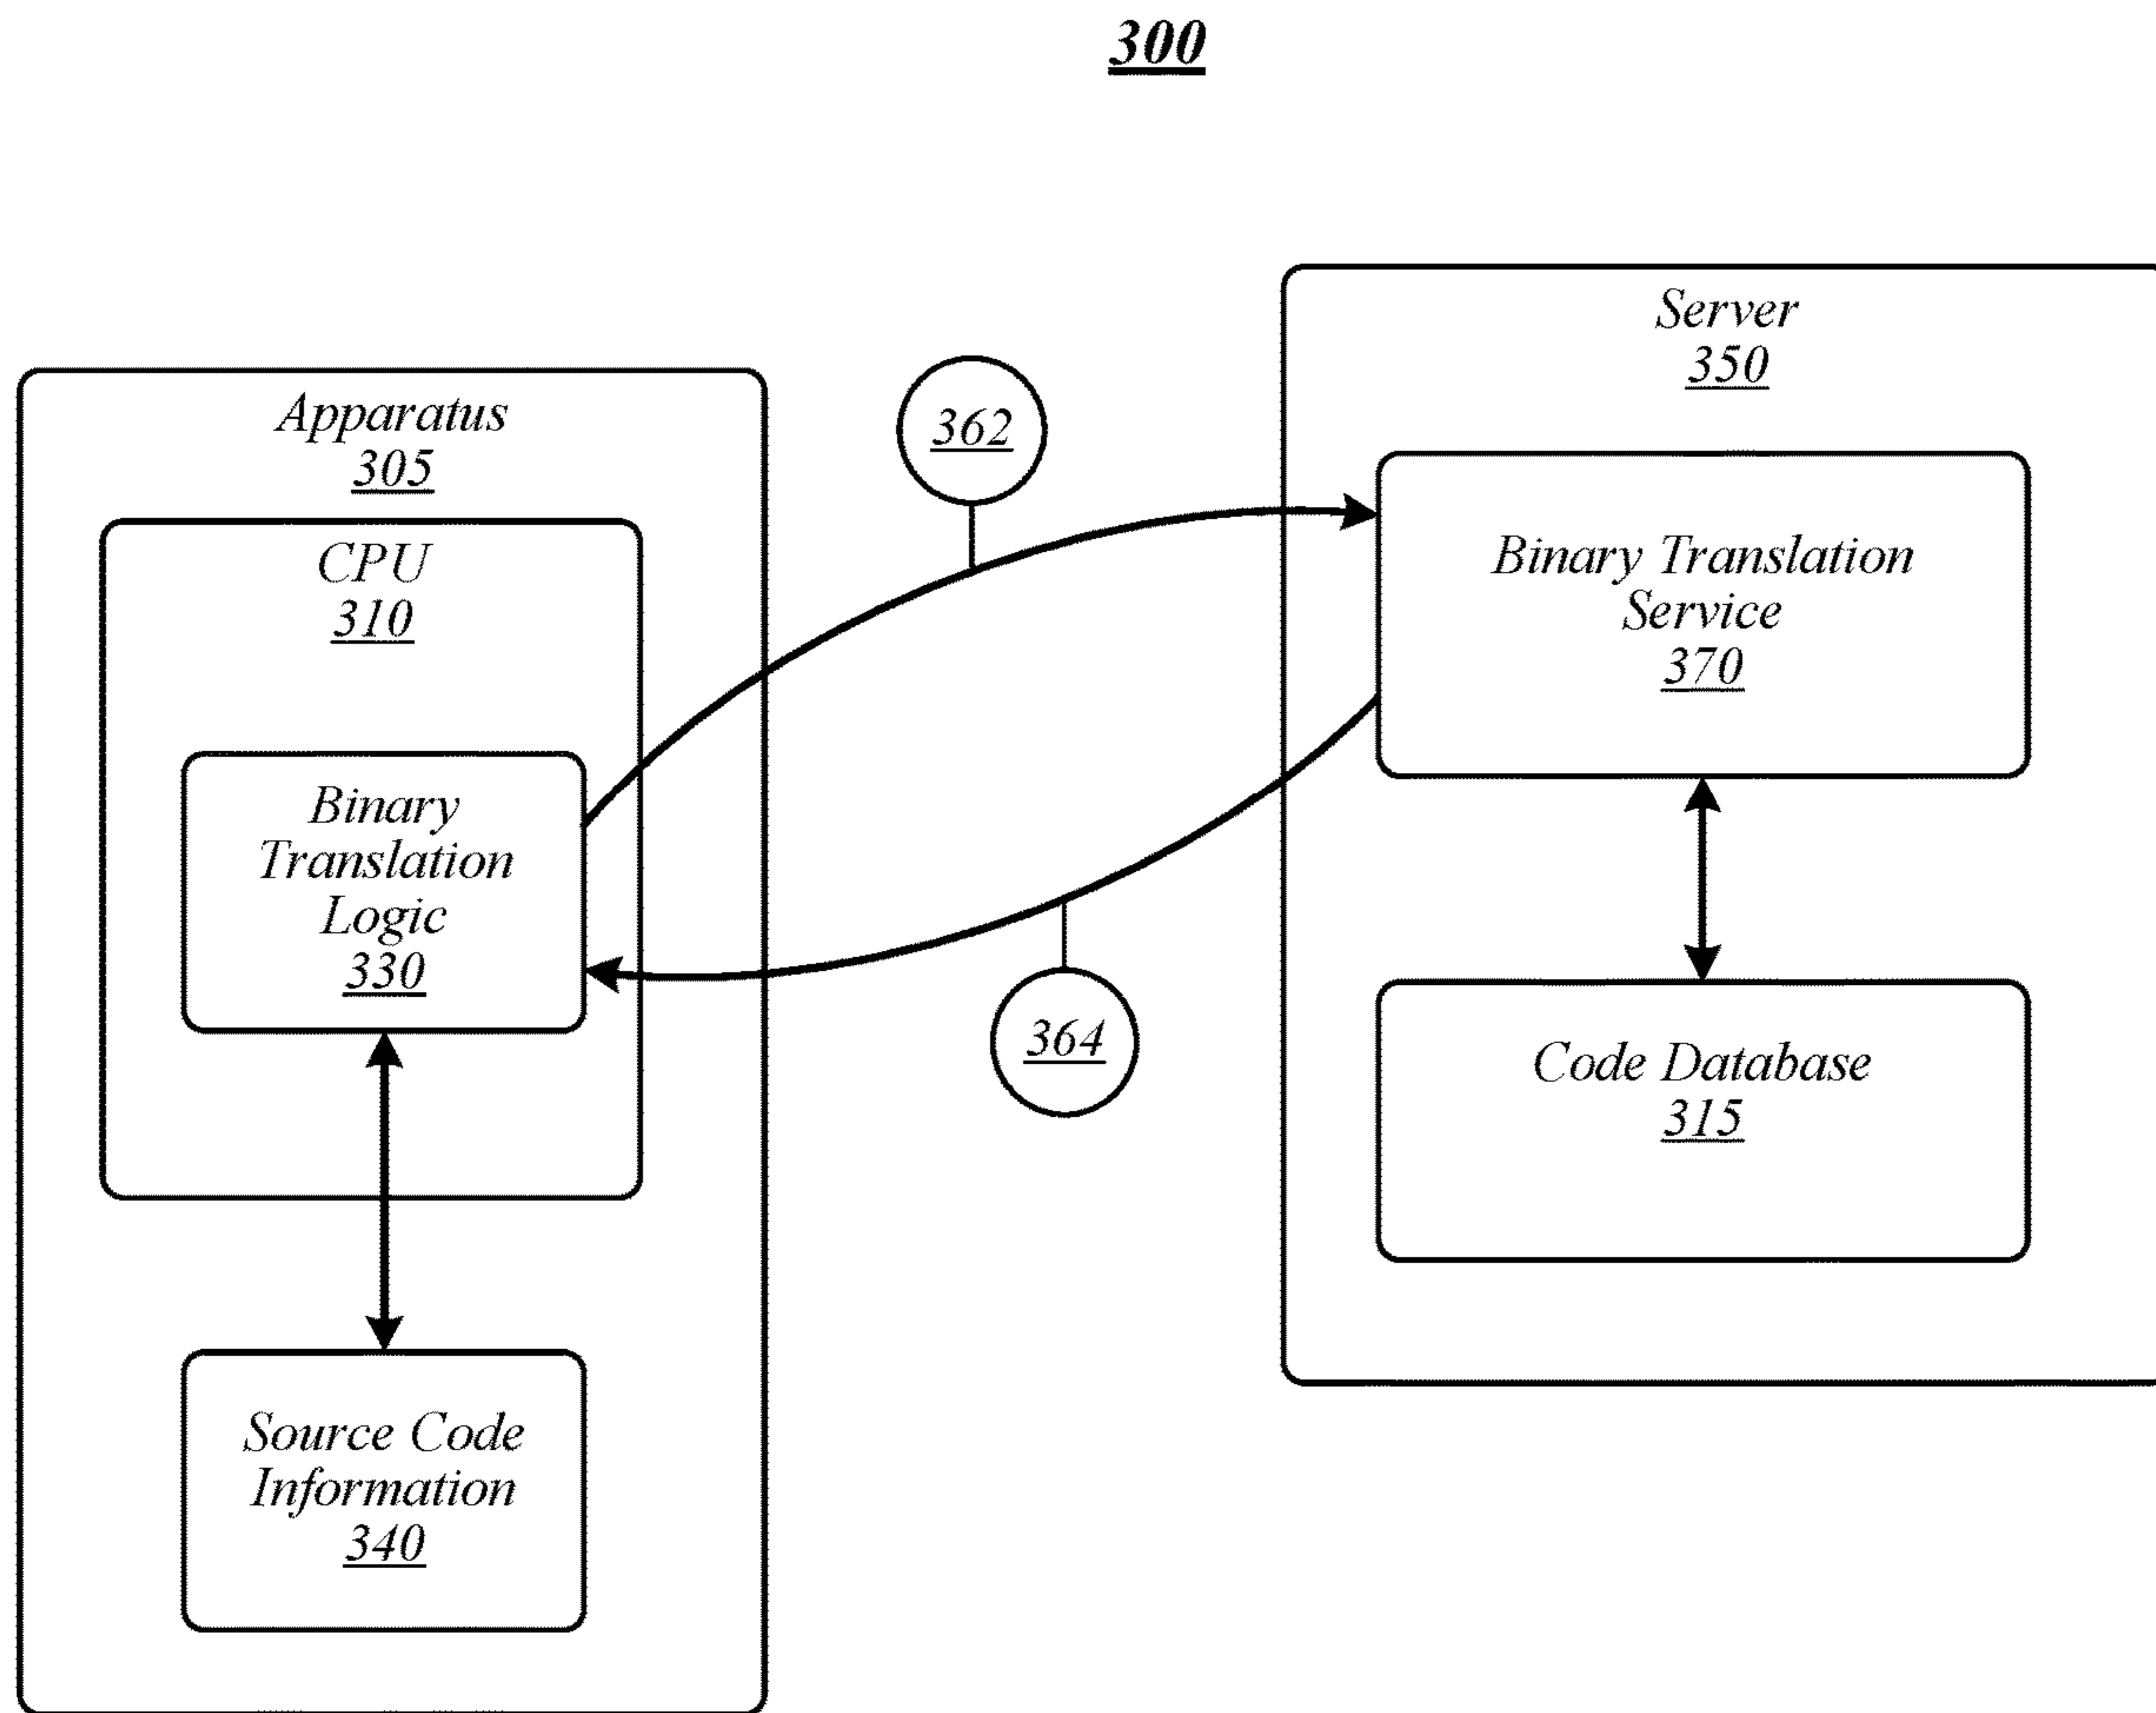 300
Apparatus
305
CPU
310
Binary
Translation
Logic
330
Source Code
Information
340
362
364
Server
350
Binary Translation
Service
370
Code Database
315